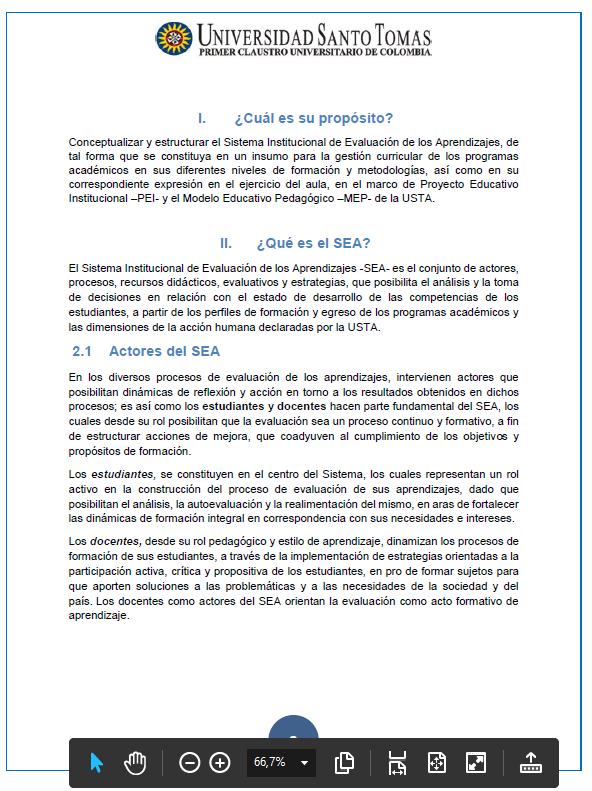 UNIVERSIDAD SANTO TOMAS
PRIMER CLAUSTRO UNIVERSITARIO DE COLOMBIA
I. ¿Cuál es su propósito?
Conceptualizar y estructurar el Sistema Institucional de Evaluación de los Aprendizajes, de
tal forma que se constituya en un insumo para la gestión curricular de los programas
académicos en sus diferentes niveles de formación y metodologías, así como en su
correspondiente expresión en el ejercicio del aula, en el marco de Proyecto Educativo
Institucional –PEI- y el Modelo Educativo Pedagógico –MEP- de la USTA.
II. ¿Qué es el SEA?
El Sistema Institucional de Evaluación de los Aprendizajes -SEA- es el conjunto de actores,
procesos, recursos didácticos, evaluativos y estrategias, que posibilita el análisis y la toma
de decisiones en relación con el estado de desarrollo de las competencias de los
estudiantes, a partir de los perfiles de formación y egreso de los programas académicos y
las dimensiones de la acción humana declaradas por la USTA.
2.1 Actores del SEA
En los diversos procesos de evaluación de los aprendizajes, intervienen actores que
posibilitan dinámicas de reflexión y acción en torno a los resultados obtenidos en dichos
procesos; es así como los estudiantes y docentes hacen parte fundamental del SEA, los
cuales desde su rol posibilitan que la evaluación sea un proceso continuo y formativo, a fin
de estructurar acciones de mejora, que coadyuven al cumplimiento de los objetivos y
propósitos de formación.
Los estudiantes, se constituyen en el centro del Sistema, los cuales representan un rol
activo en la construcción del proceso de evaluación de sus aprendizajes, dado que
posibilitan el análisis, la autoevaluación y la realimentación del mismo, en aras de fortalecer
las dinámicas de formación integral en correspondencia con sus necesidades e intereses.
Los docentes, desde su rol pedagógico y estilo de aprendizaje, dinamizan los procesos de
formación de sus estudiantes, a través de la implementación de estrategias orientadas a la
participación activa, crítica y propositiva de los estudiantes, en pro de formar sujetos para
que aporten soluciones a las problemáticas y a las necesidades de la sociedad y del
país. Los docentes como actores del SEA orientan la evaluación como acto formativo de
aprendizaje.
66,7%